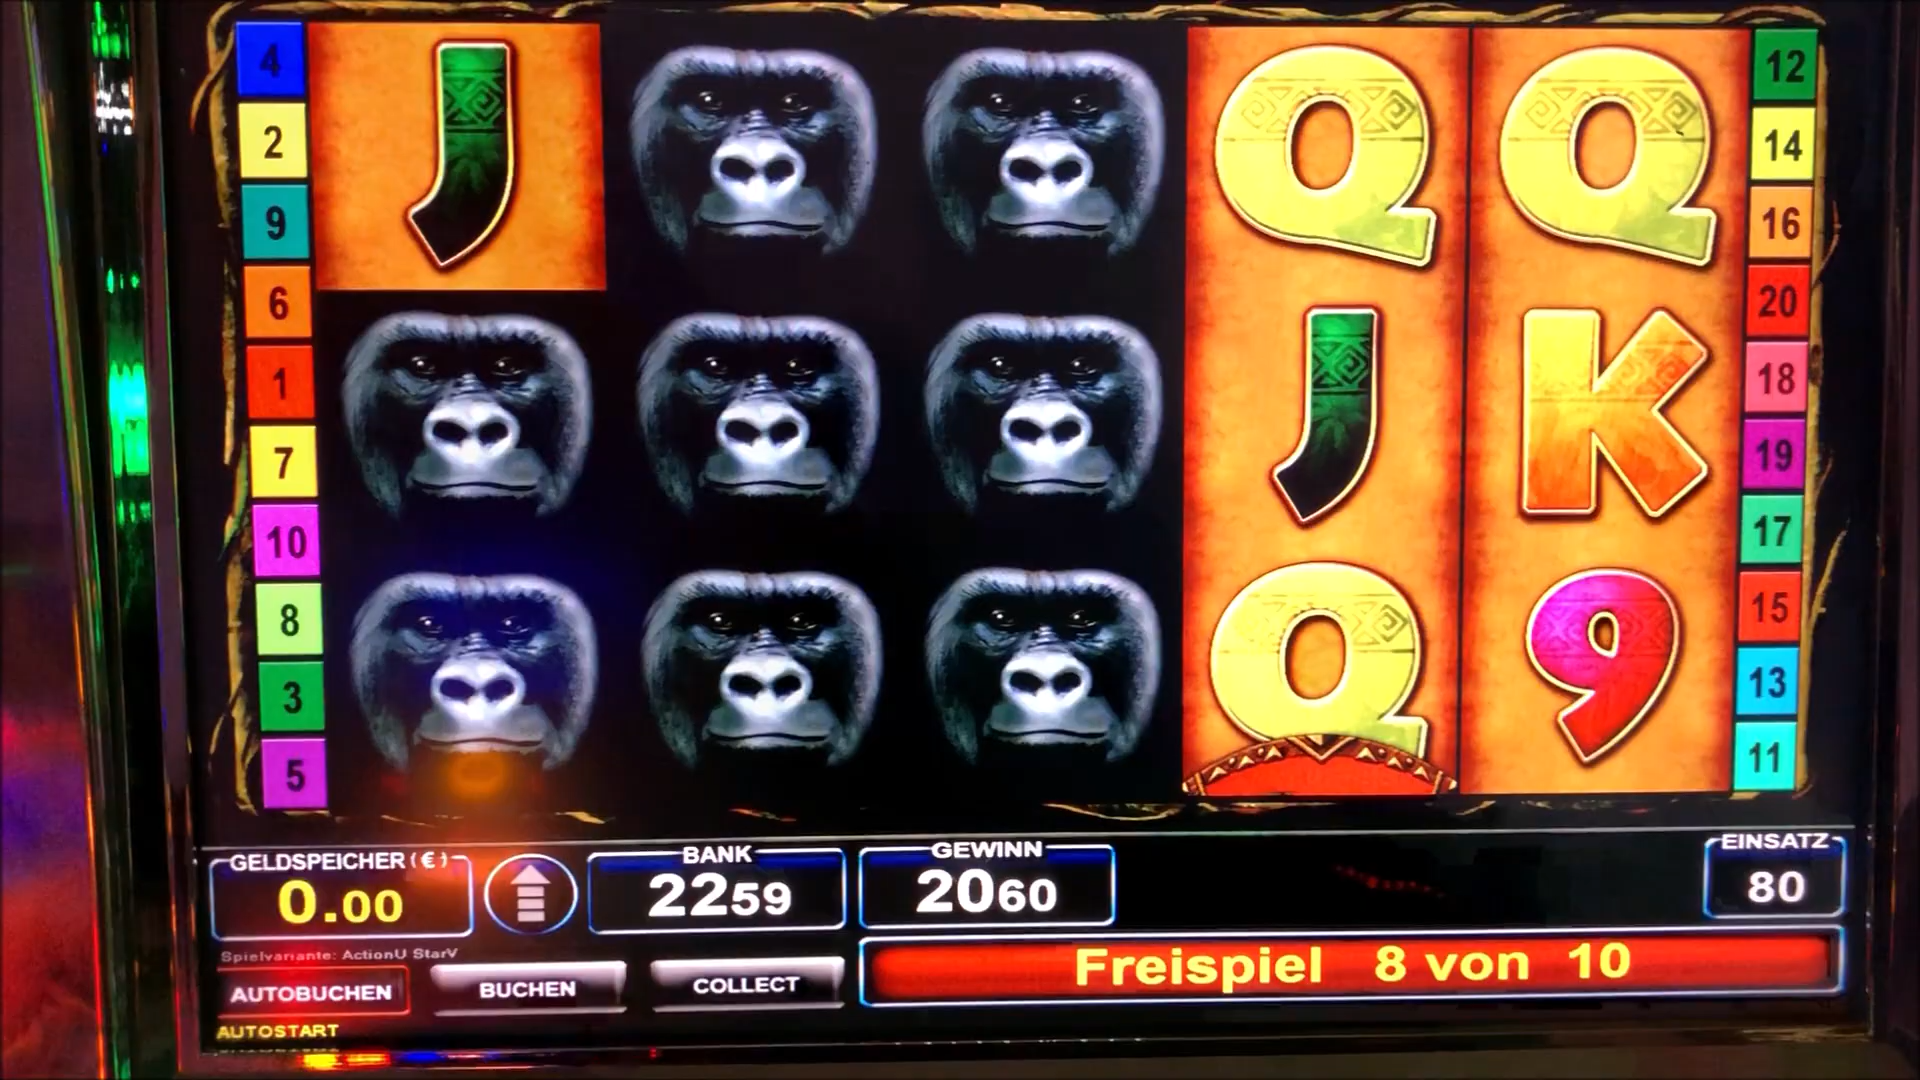 4 J Q Q 12
2 14
9 16
6 20
1 J K 18
7 19
10 17
8 Q 9 15
3 13
5 11
GELDSPEICHER (€) BANK GEWINN EINSATZ
0.00 2259 2060 80
Spielvariante: ActionU StarV
Freispiel 8 von 10
AUTOBUCHEN BUCHEN COLLECT
AUTOSTART